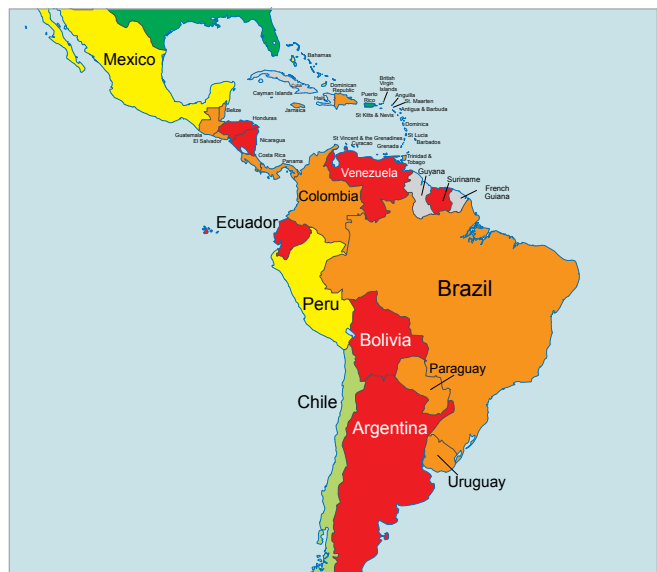 Mexico
Bahamas
Cuba
Cayman Islands
Jamaica
Haiti
Dominican
Republic
Puerto
Rico
British
Virgin
Islands
Anguilla
St. Maarten
Antigua & Barbuda
St Kitts & Nevis
Dominica
St Lucia
Barbados
St Vincent & the Grenadines
Curacao
Grenada
Trinidad &
Tobago
Belize
Honduras
Guatemala
El Salvador
Nicaragua
Costa Rica
Panama
Venezuela
Guyana
Suriname
French
Guiana
Colombia
Ecuador
Peru
Brazil
Bolivia
Paraguay
Chile
Argentina
Uruguay